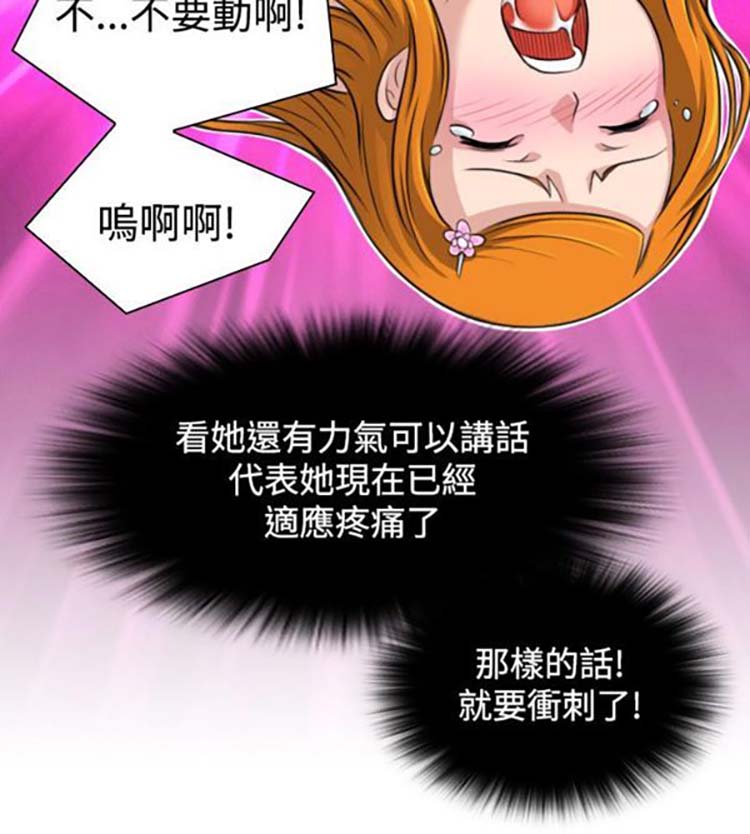 不...不要動啊!
嗚啊啊!
看她還有力氣可以講話
代表她現在已經
適應疼痛了
那樣的話!
就要衝刺了!